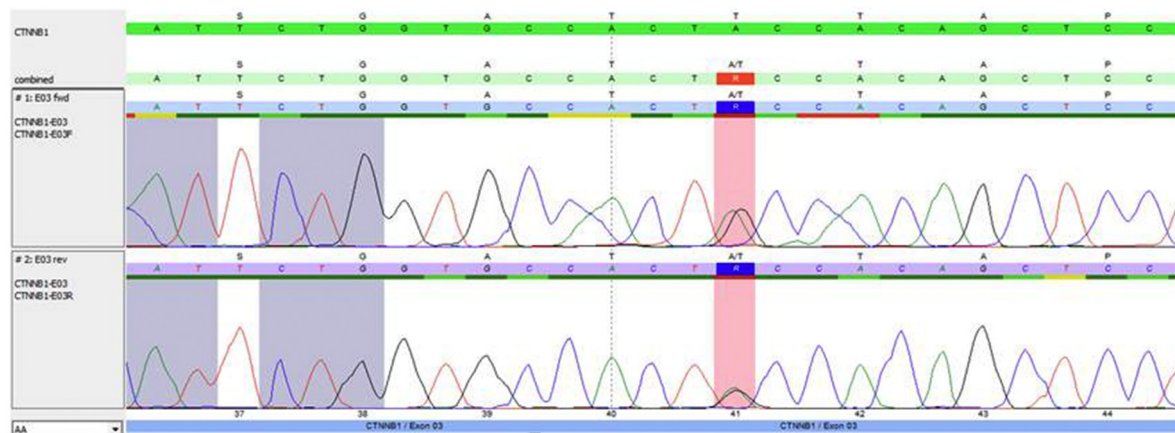 S G A T T T A P
CTNNB1 A T T C T G G T G C C A C T A C C A C A G C T C C
S G A T A/T T A P
combined A T T C T G G T G C C A C T R C C A C A G C T C C
# 1: E03 fwd S G A T A/T T A P
A T T C T G G T G C C A C T R C C A C A G C T C C
CTNNB1-E03
CTNNB1-E03F
# 2: E03 rev S G A T A/T T A P
A T T C T G G T G C C A C T R C C A C A G C T C C
CTNNB1-E03
CTNNB1-E03R
37 38 39 40 41 42 43 44
AA CTNNB1 / Exon 03 CTNNB1 / Exon 03